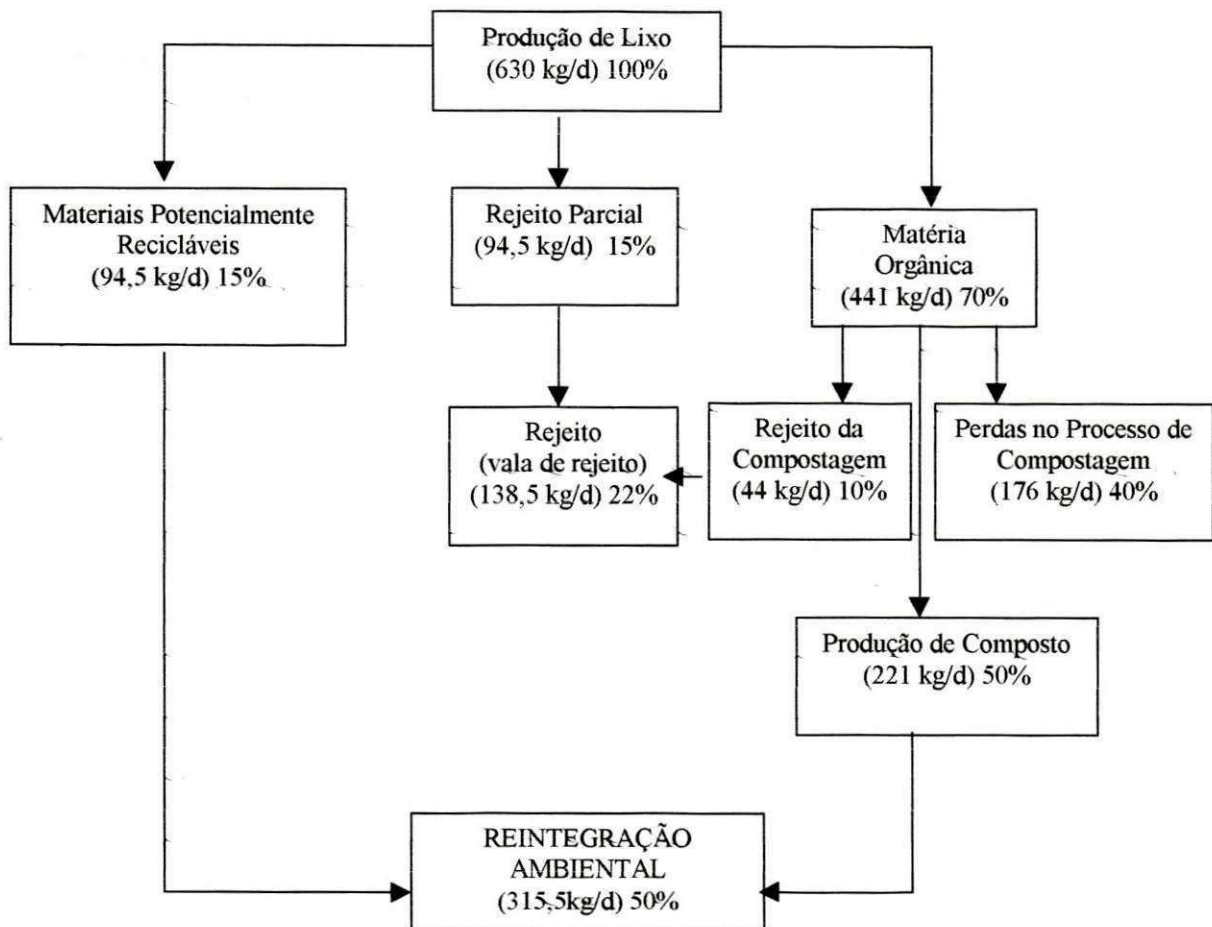 Produção de Lixo
(630 kg/d) 100%
Materiais Potencialmente
Recicláveis
(94,5 kg/d) 15%
Rejeito Parcial
(94,5 kg/d) 15%
Matéria
Orgânica
(441 kg/d) 70%
Rejeito
(vala de rejeito)
(138,5 kg/d) 22%
Rejeito da
Compostagem
(44 kg/d) 10%
Perdas no Processo de
Compostagem
(176 kg/d) 40%
Produção de Composto
(221 kg/d) 50%
REINTEGRAÇÃO
AMBIENTAL
(315,5kg/d) 50%